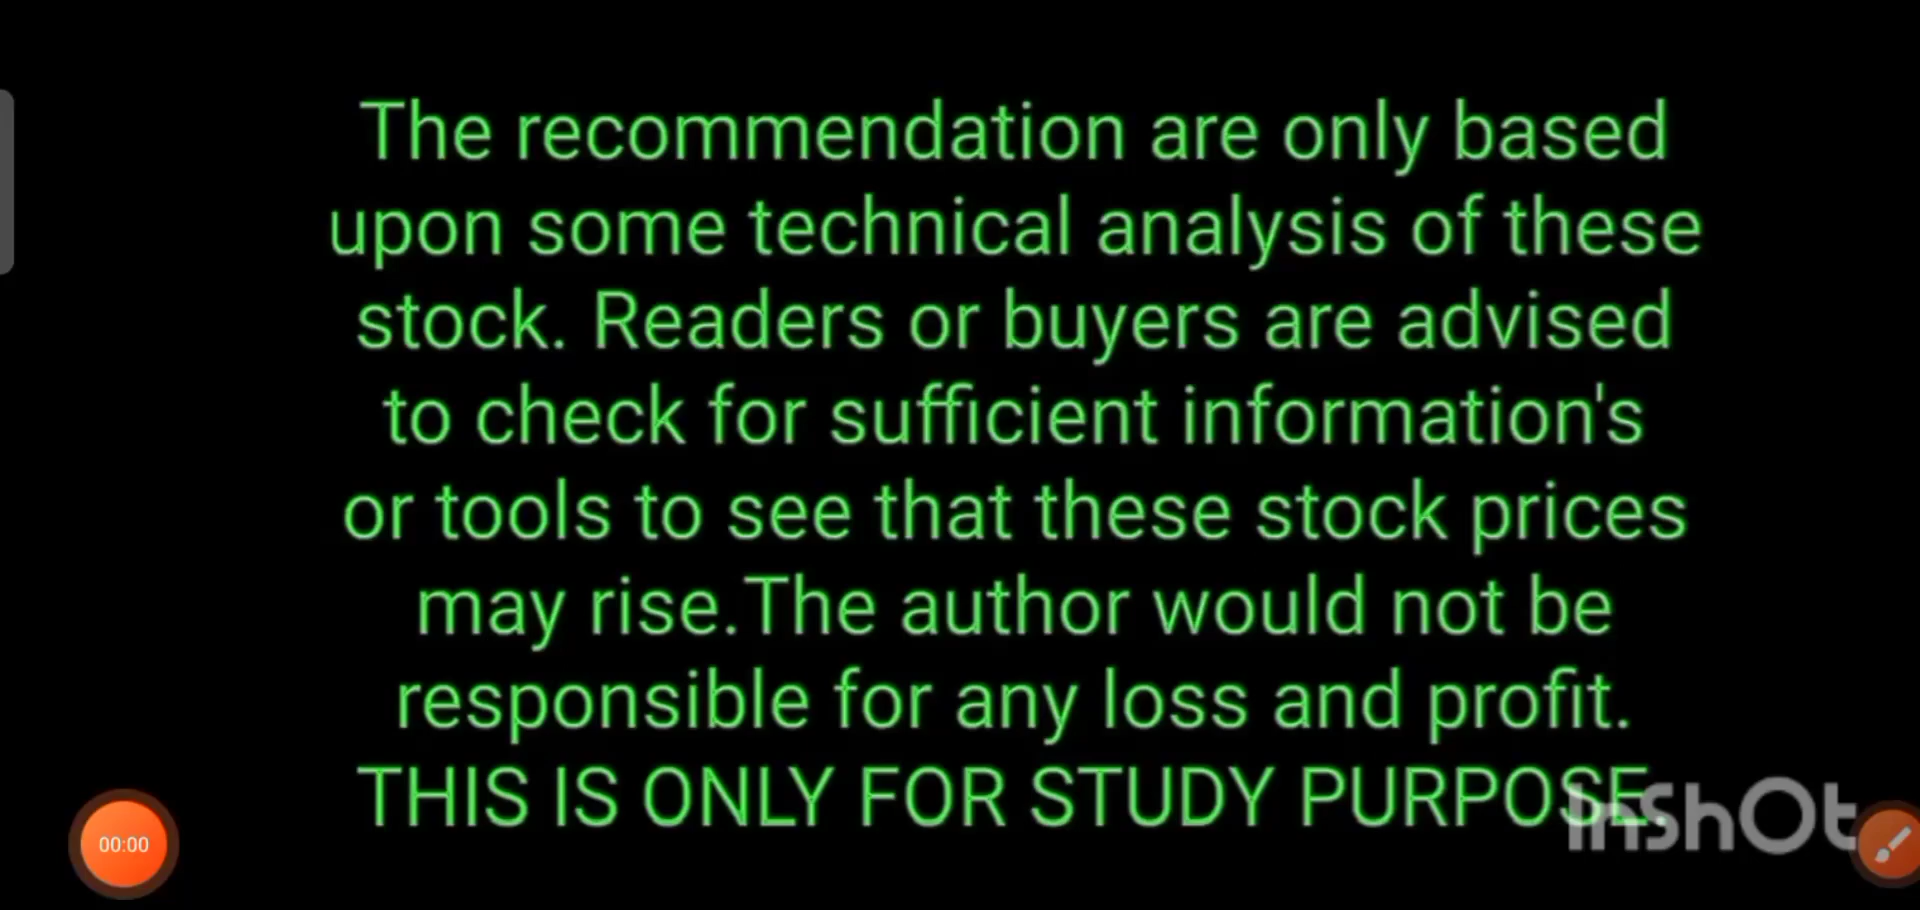 The recommendation are only based
upon some technical analysis of these
stock. Readers or buyers are advised
to check for sufficient information's
or tools to see that these stock prices
may rise.The author would not be
responsible for any loss and profit.
THIS IS ONLY FOR STUDY PURPOSE.
InShOt
00:00